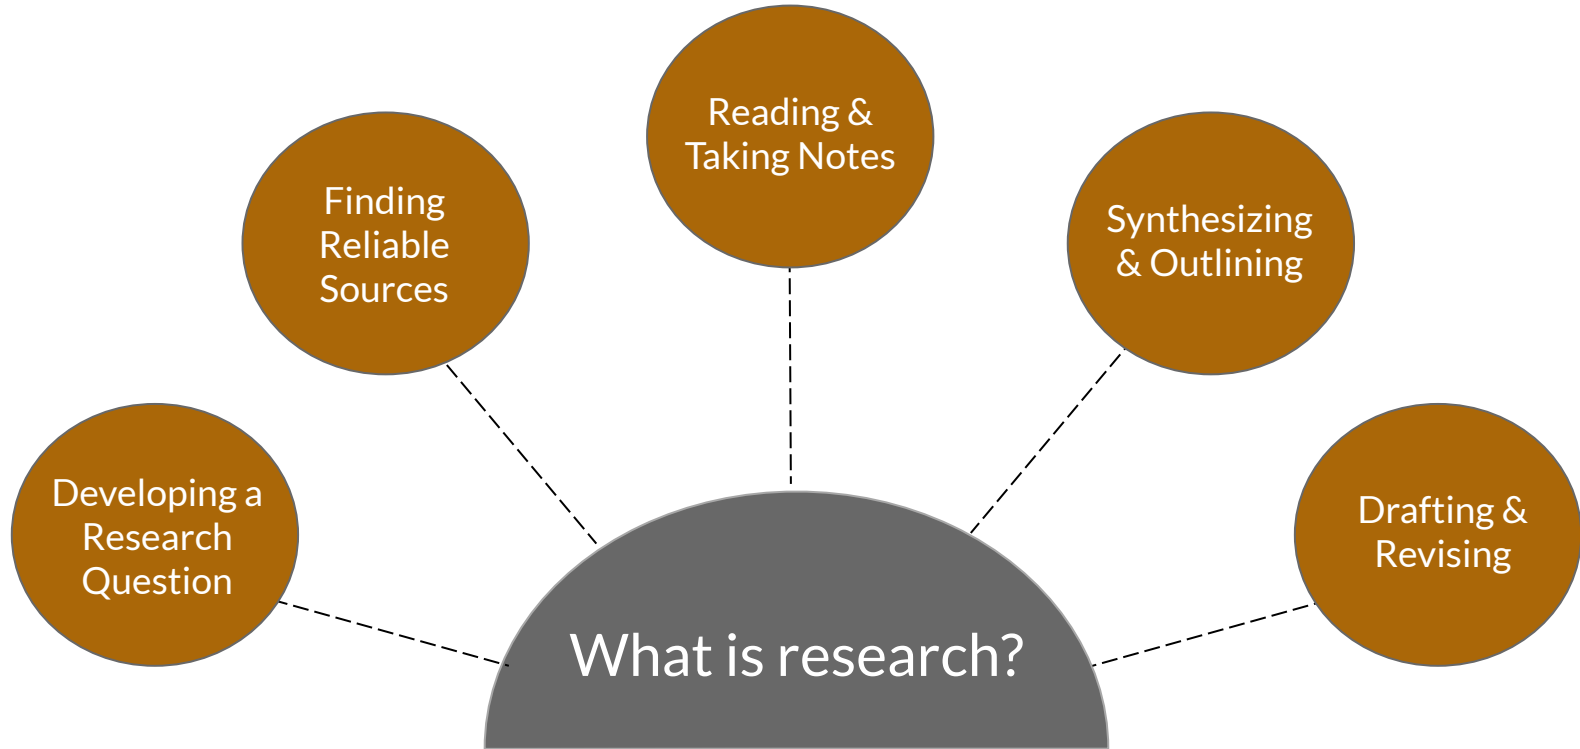 Developing a
Research
Question
Finding
Reliable
Sources
Reading &
Taking Notes
Synthesizing
& Outlining
Drafting &
Revising
What is research?